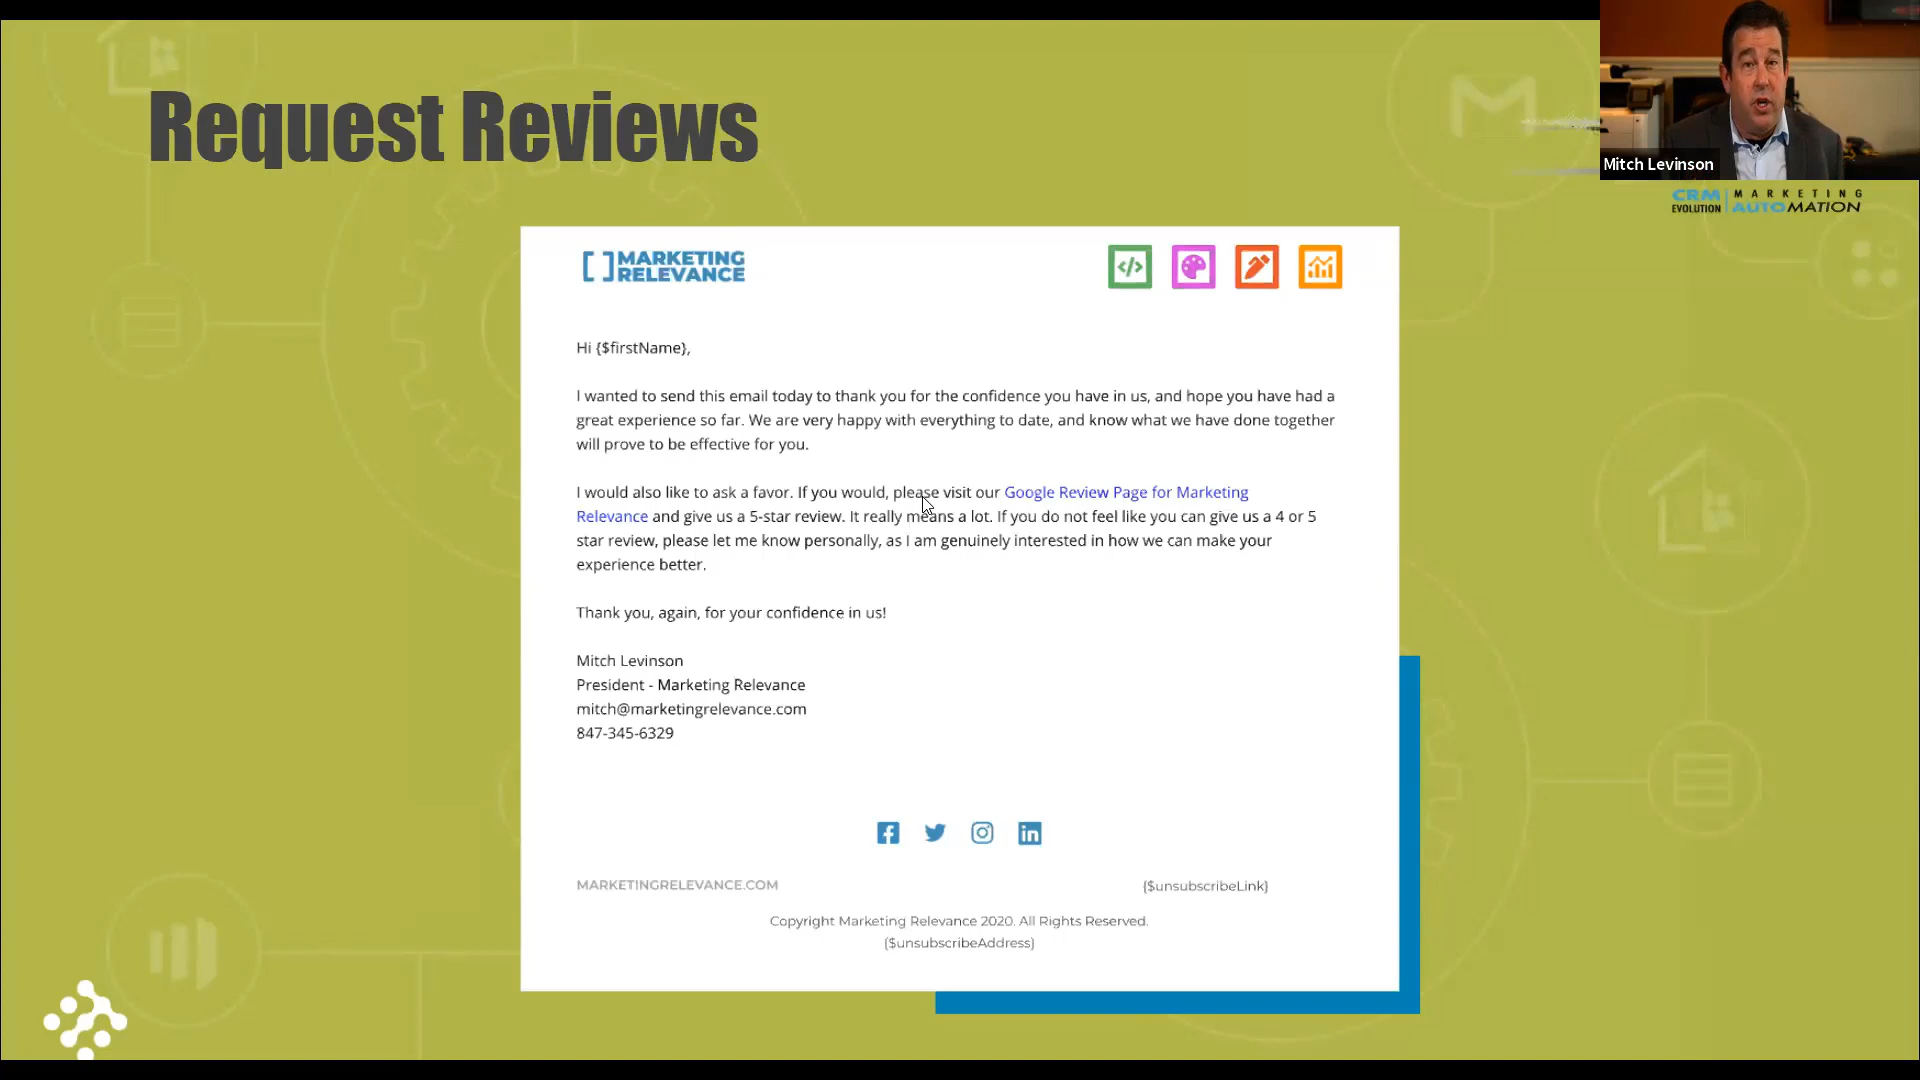 Request Reviews
Mitch Levinson
CRM EVOLUTION | MARKETING AUTOMATION
[ ] MARKETING RELEVANCE
Hi {$firstName},
I wanted to send this email today to thank you for the confidence you have in us, and hope you have had a
great experience so far. We are very happy with everything to date, and know what we have done together
will prove to be effective for you.
I would also like to ask a favor. If you would, please visit our Google Review Page for Marketing
Relevance and give us a 5-star review. It really means a lot. If you do not feel like you can give us a 4 or 5
star review, please let me know personally, as I am genuinely interested in how we can make your
experience better.
Thank you, again, for your confidence in us!
Mitch Levinson
President - Marketing Relevance
mitch@marketingrelevance.com
847-345-6329
MARKETINGRELEVANCE.COM
{$unsubscribeLink}
Copyright Marketing Relevance 2020. All Rights Reserved.
{$unsubscribeAddress}